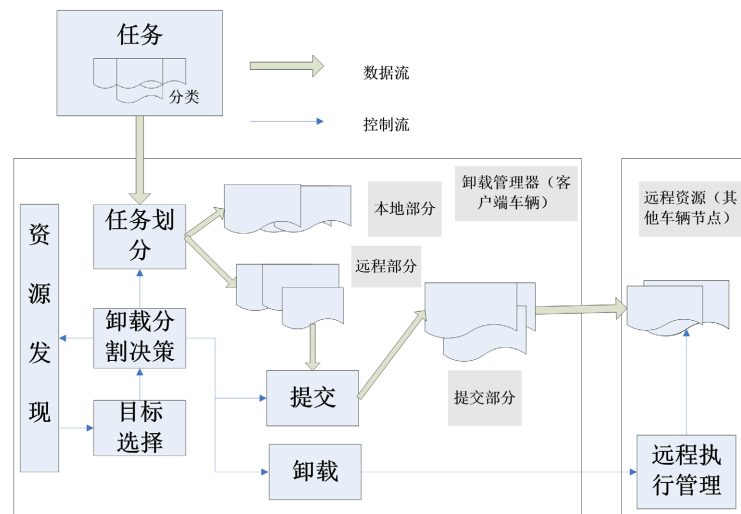 任务
分类
数据流
控制流
卸载管理器（客
户端车辆）
远程资源（其
他车辆节点）
资
源
发
现
任务划
分
本地部分
远程部分
卸载分
割决策
提交
提交部分
目标
选择
卸载
远程执
行管理